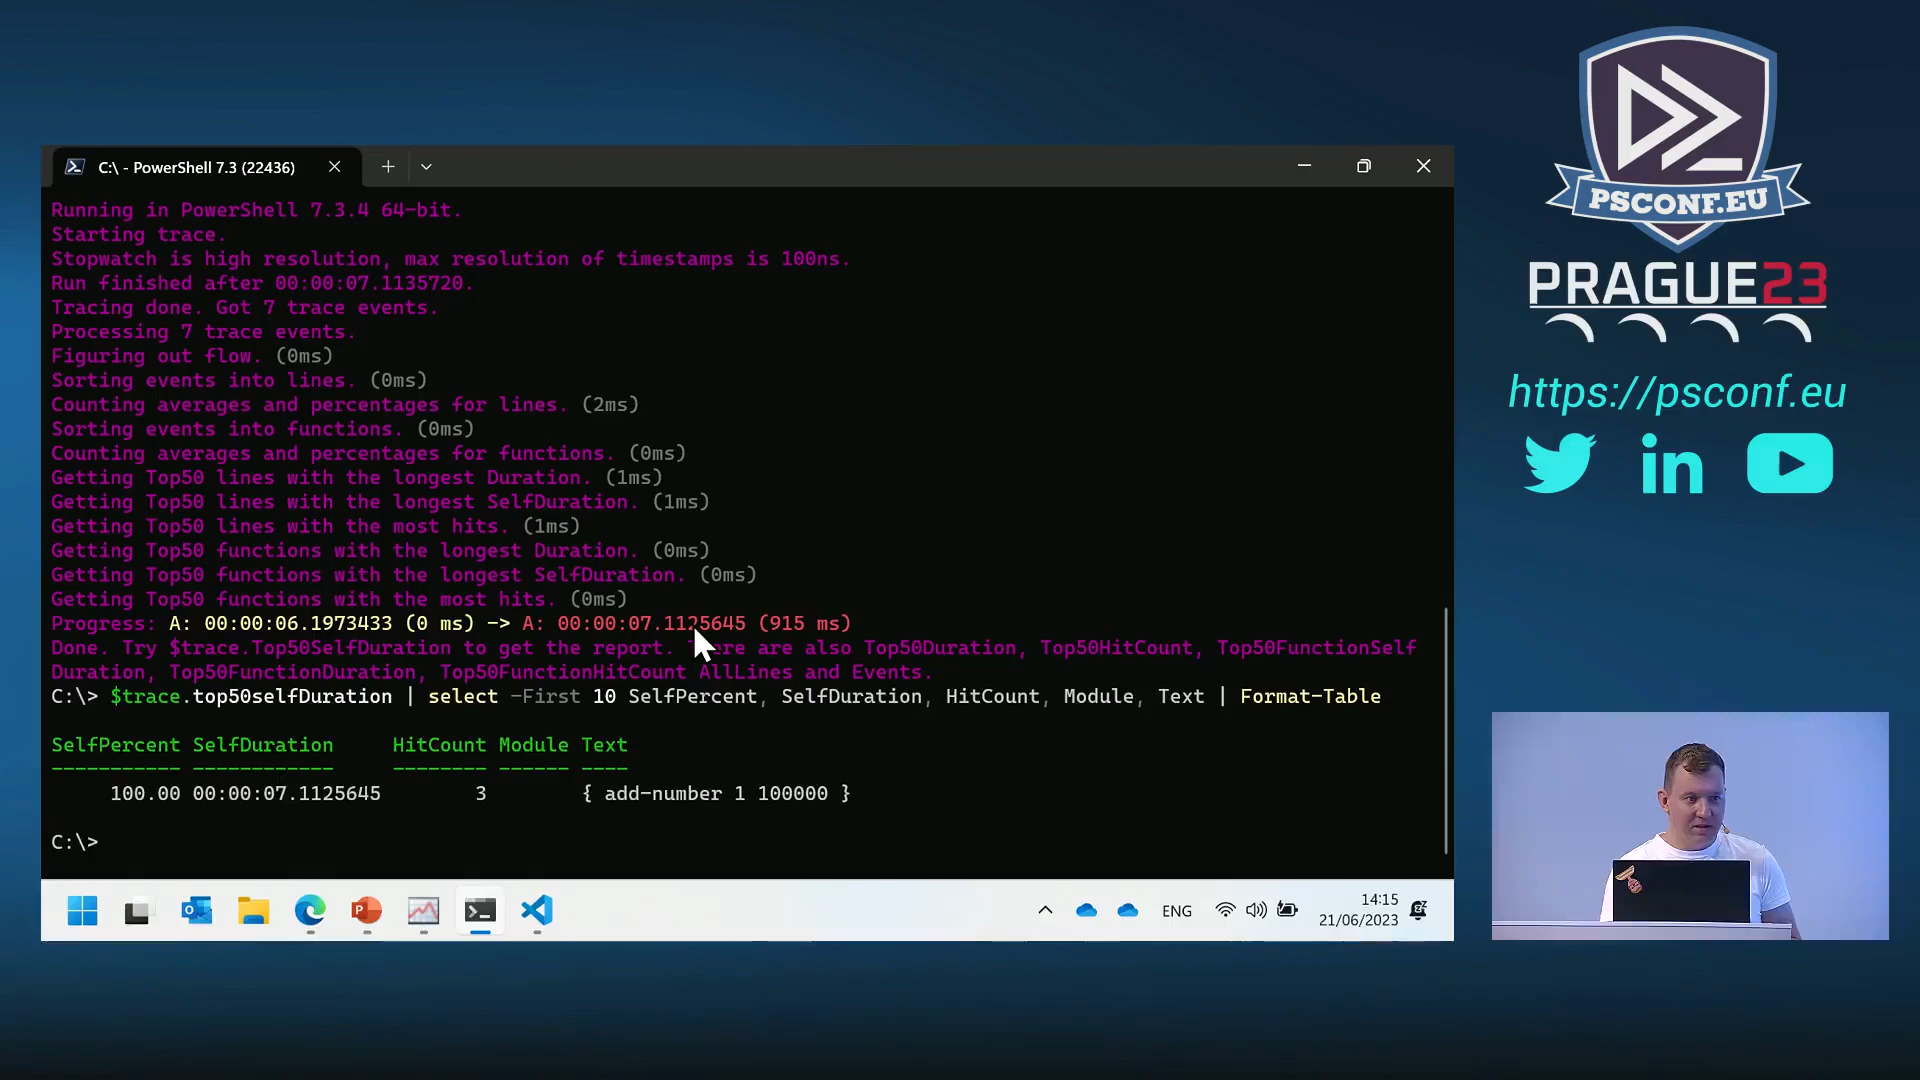 C:\ - PowerShell 7.3 (22436)
Running in PowerShell 7.3.4 64-bit.
Starting trace.
Stopwatch is high resolution, max resolution of timestamps is 100ns.
Run finished after 00:00:07.1135720.
Tracing done. Got 7 trace events.
Processing 7 trace events.
Figuring out flow. (0ms)
Sorting events into lines. (0ms)
Counting averages and percentages for lines. (2ms)
Sorting events into functions. (0ms)
Counting averages and percentages for functions. (0ms)
Getting Top50 lines with the longest Duration. (1ms)
Getting Top50 lines with the longest SelfDuration. (1ms)
Getting Top50 lines with the most hits. (1ms)
Getting Top50 functions with the longest Duration. (0ms)
Getting Top50 functions with the longest SelfDuration. (0ms)
Getting Top50 functions with the most hits. (0ms)
Progress: A: 00:00:06.1973433 (0 ms) -> A: 00:00:07.1125645 (915 ms)
Done. Try $trace.Top50SelfDuration to get the report. There are also Top50Duration, Top50HitCount, Top50FunctionSelf
Duration, Top50FunctionDuration, Top50FunctionHitCount AllLines and Events.
C:\> $trace.top50selfDuration | select -First 10 SelfPercent, SelfDuration, HitCount, Module, Text | Format-Table
SelfPercent SelfDuration HitCount Module Text
----------- ------------ -------- ------ ----
100.00 00:00:07.1125645 3 { add-number 1 100000 }
C:\>
ENG
14:15
21/06/2023
PSCONF.EU
PRAGUE23
https://psconf.eu
in